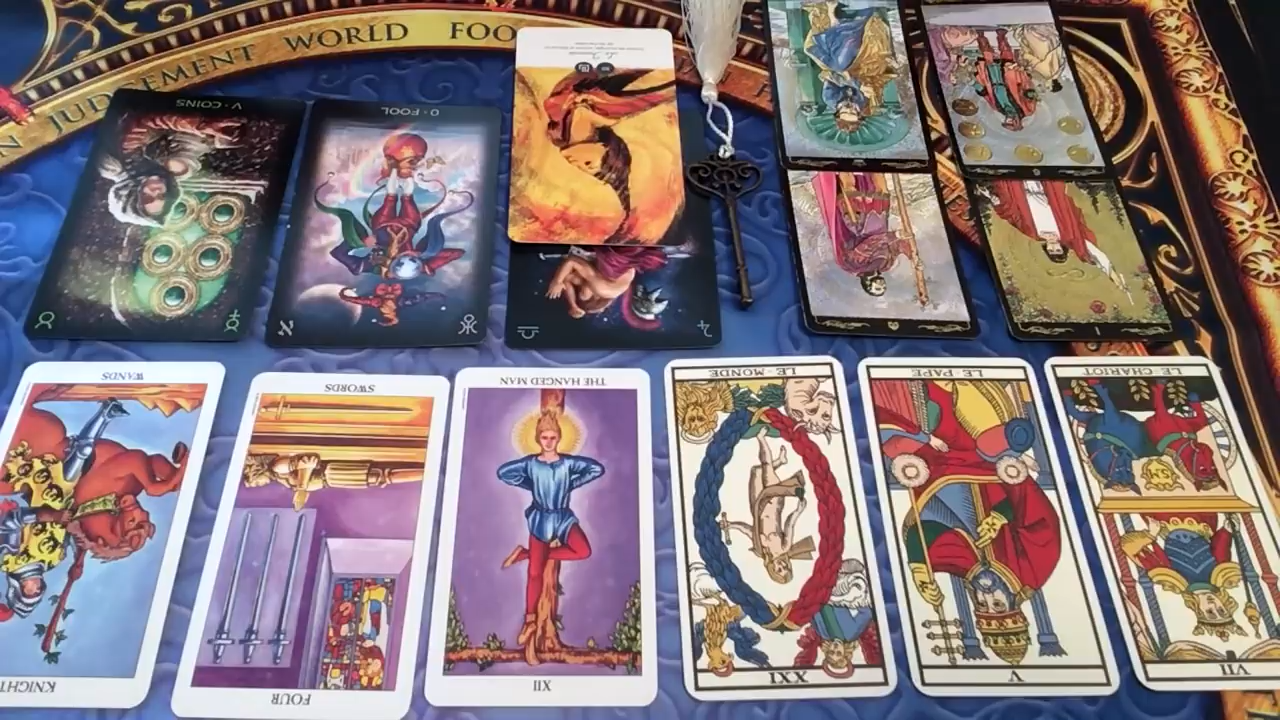 JUDGEMENT WORLD FOO
V · COINS
0 · FOOL
I
WANDS
SWORDS
THE HANGED MAN
LE · MONDE
LE · PAPE
LE · CHARIOT
SM
KNIGHT
FOUR
XII
XXI
V
VII